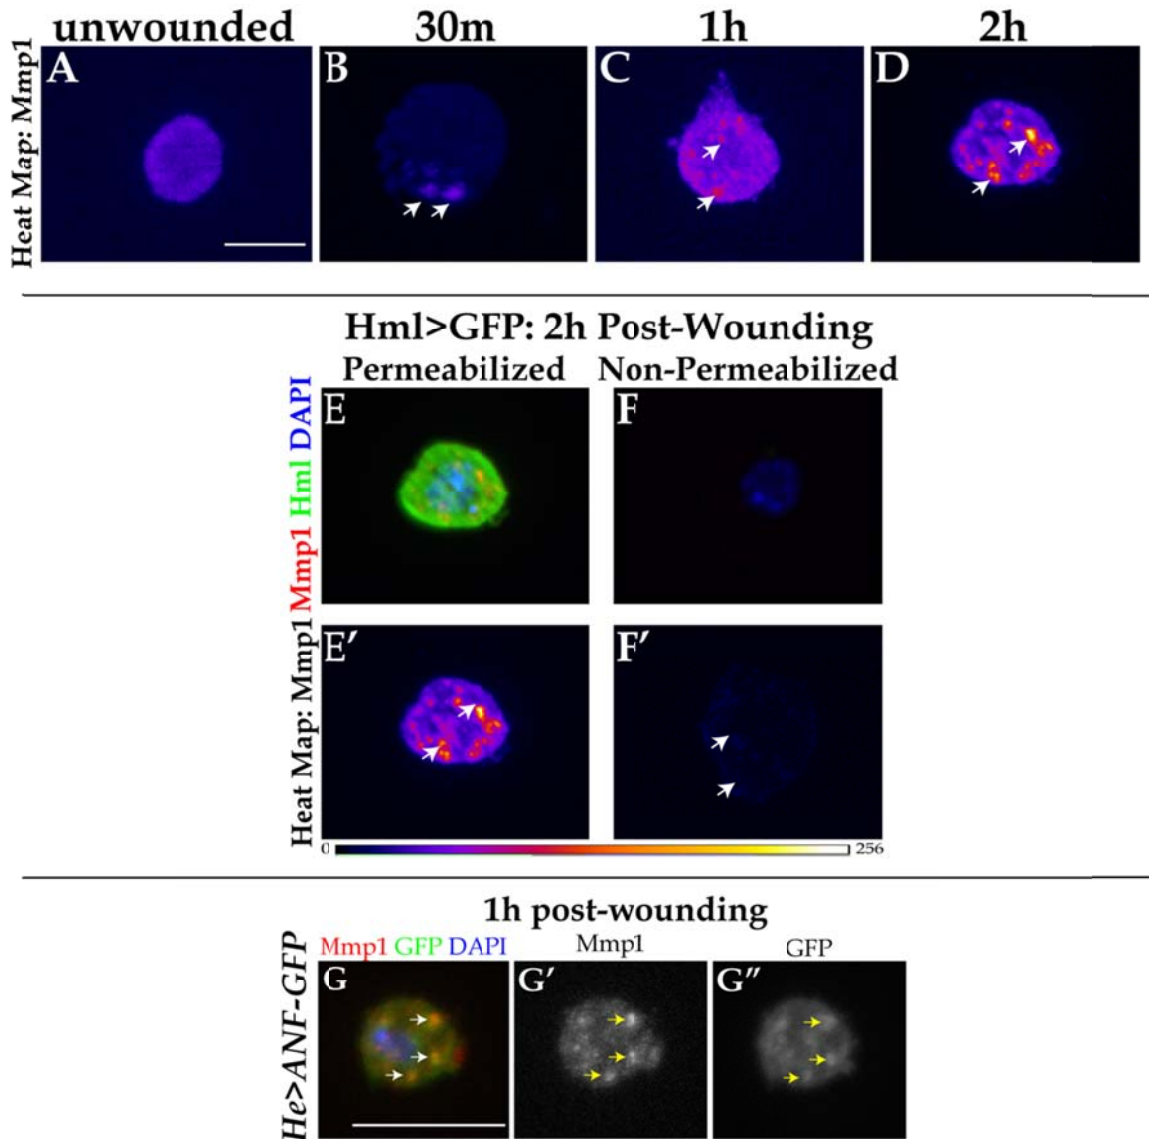 unwounded 30m 1h 2h
A B C D
Heat Map: Mmp1
Hml>GFP: 2h Post-Wounding
Permeabilized Non-Permeabilized
E F
Mmp1 Hml DAPI
E′ F′
Heat Map: Mmp1
0 256
1h post-wounding
Mmp1 GFP DAPI Mmp1 GFP
G G′ G″
He>ANF-GFP